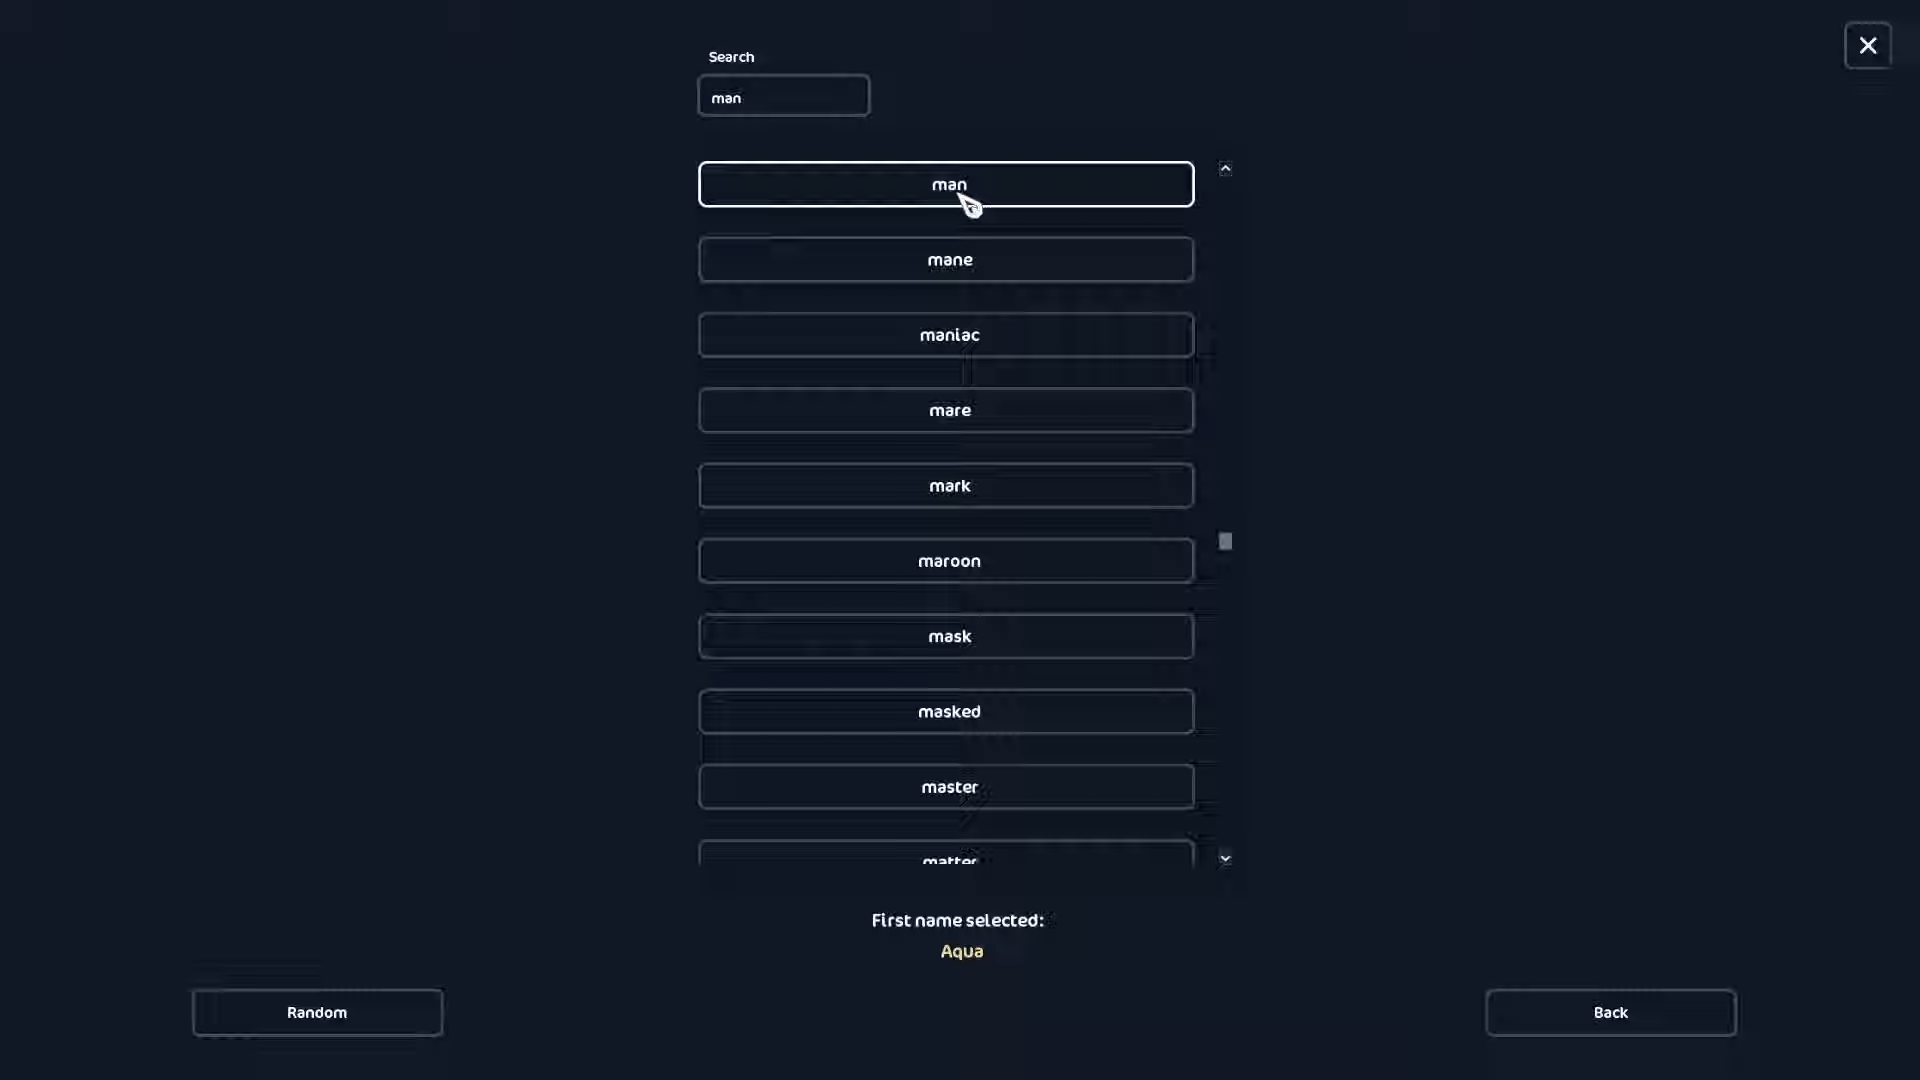 Search
man
man
mane
maniac
mare
mark
maroon
mask
masked
master
matter
First name selected:
Aqua
Random
Back